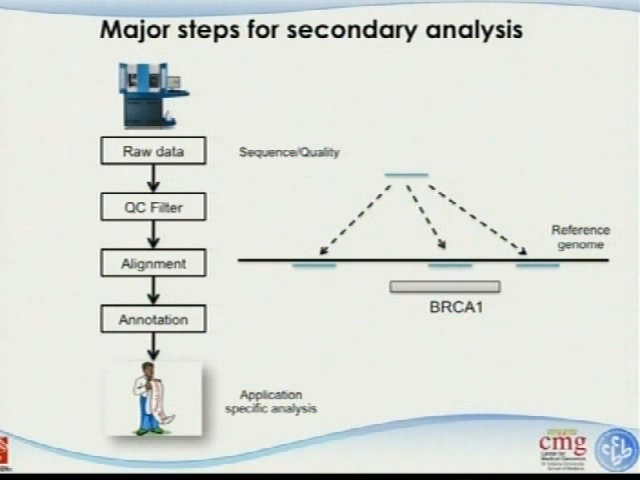 Major steps for secondary analysis
Raw data
Sequence/Quality
QC Filter
Reference
genome
Alignment
BRCA1
Annotation
Application
specific analysis
cmg